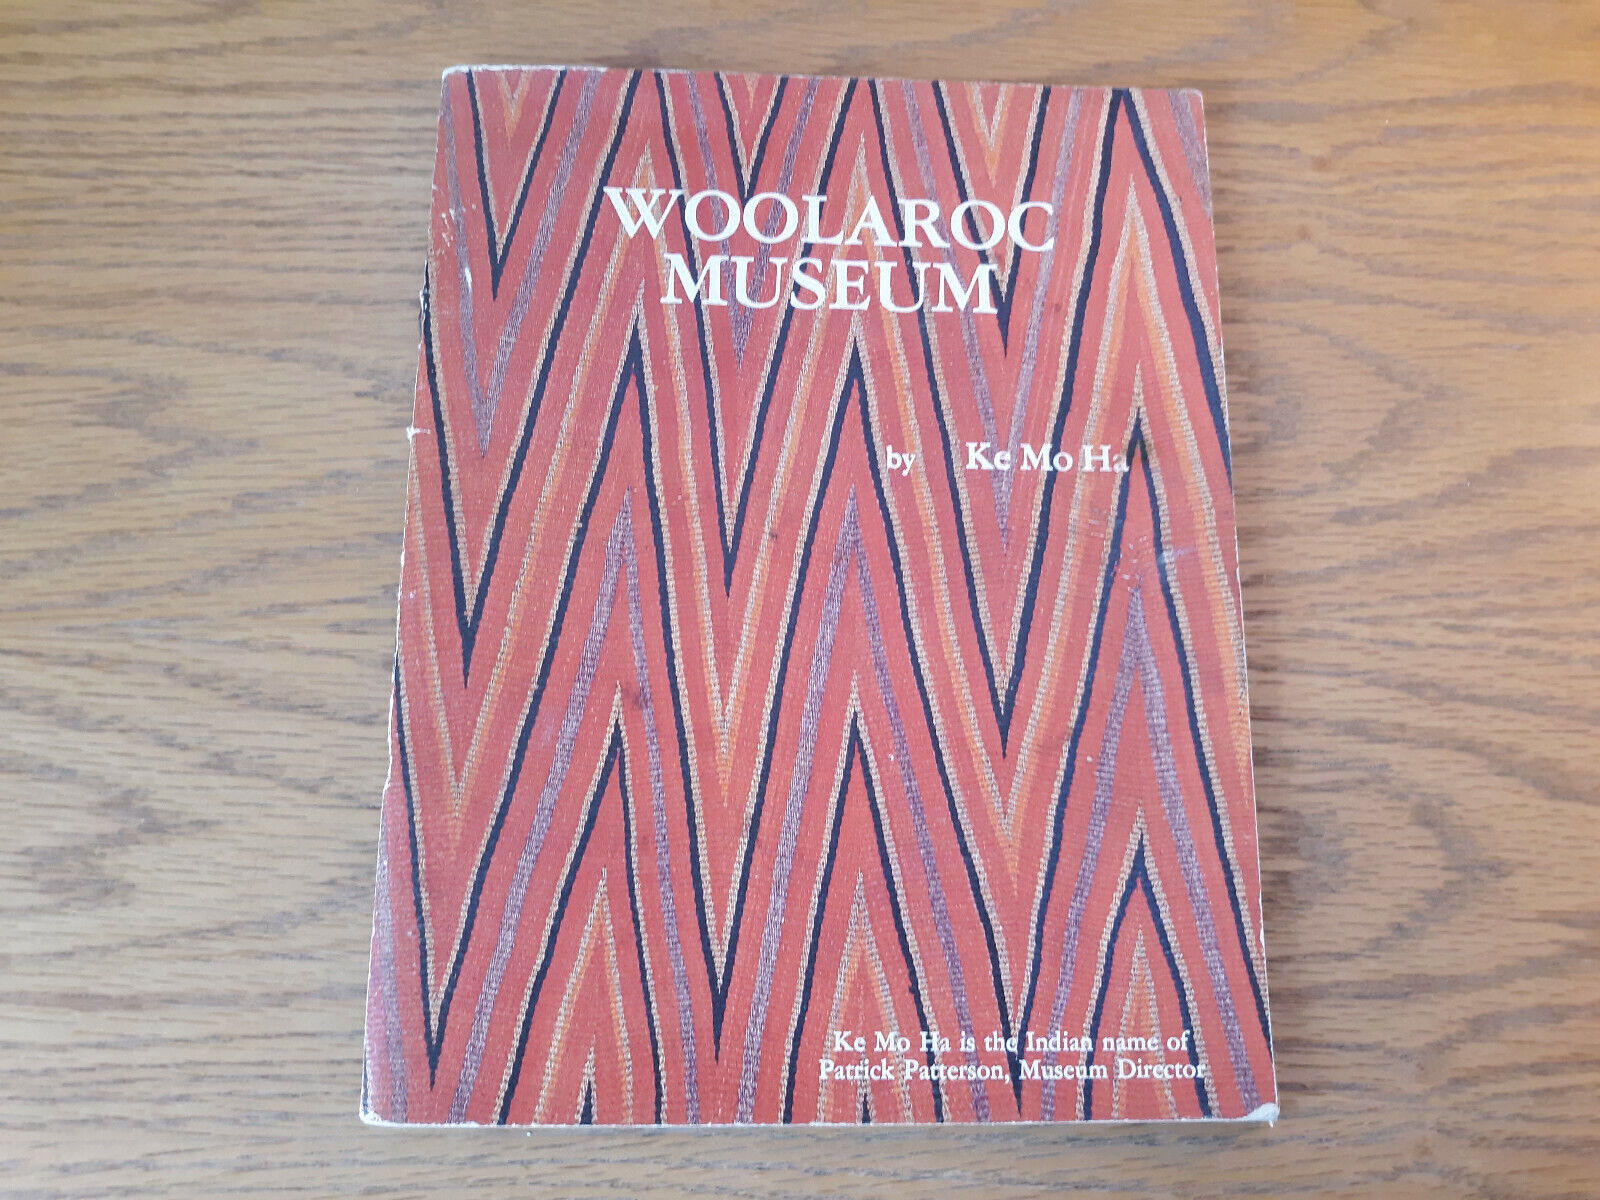 WOOLAROC
MUSEUM
by Ke Mo Ha
Ke Mo Ha is the Indian name of
Patrick Patterson, Museum Director